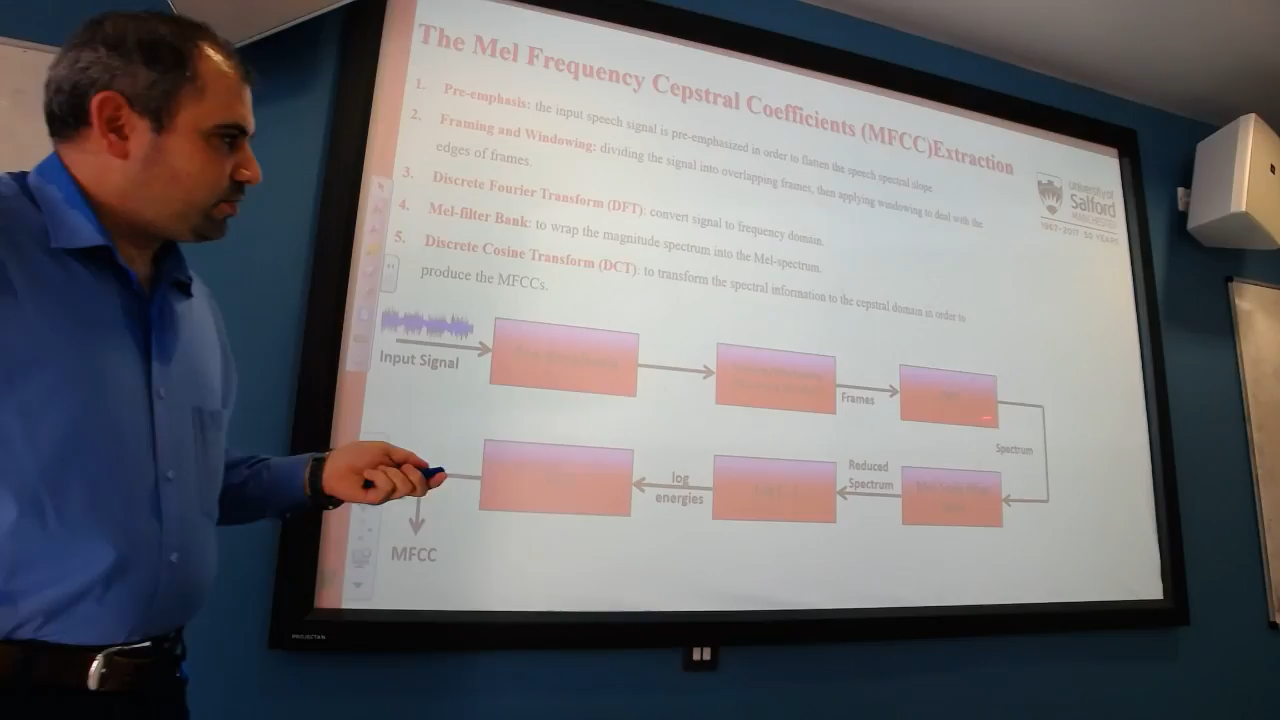 The Mel Frequency Cepstral Coefficients (MFCC)Extraction
1. Pre-emphasis: the input speech signal is pre-emphasized in order to flatten the speech spectral slope
2. Framing and Windowing: dividing the signal into overlapping frames, then applying windowing to deal with the
edges of frames.
3. Discrete Fourier Transform (DFT): convert signal to frequency domain.
4. Mel-filter Bank: to wrap the magnitude spectrum into the Mel-spectrum.
5. Discrete Cosine Transform (DCT): to transform the spectral information to the cepstral domain in order to
produce the MFCCs.
University of
Salford
MANCHESTER
1967-2017 50 YEARS
Input Signal
Frames
Spectrum
Reduced
Spectrum
log
energies
MFCC